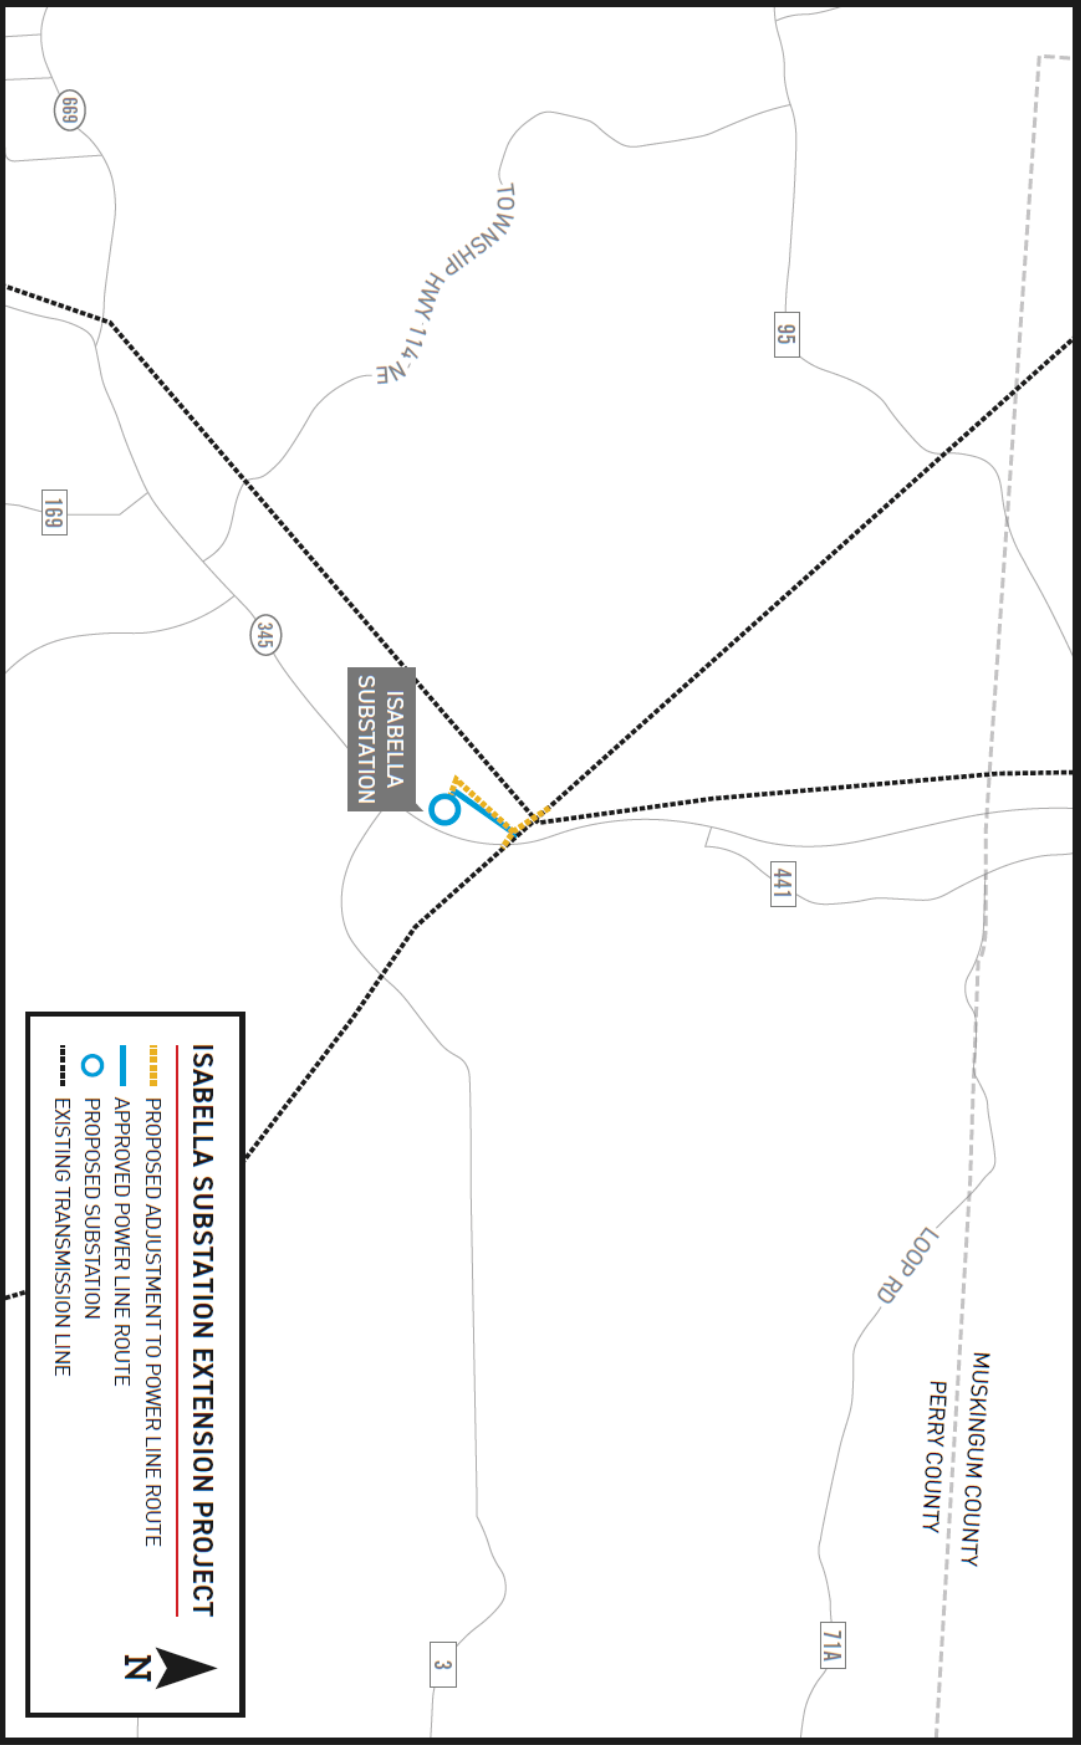 MUSKINGUM COUNTY
PERRY COUNTY
95
441
LOOP RD
71A
TOWNSHIP HWY 114 NE
ISABELLA
SUBSTATION
3
345
669
169
ISABELLA SUBSTATION EXTENSION PROJECT
PROPOSED ADJUSTMENT TO POWER LINE ROUTE
APPROVED POWER LINE ROUTE
PROPOSED SUBSTATION
EXISTING TRANSMISSION LINE
N